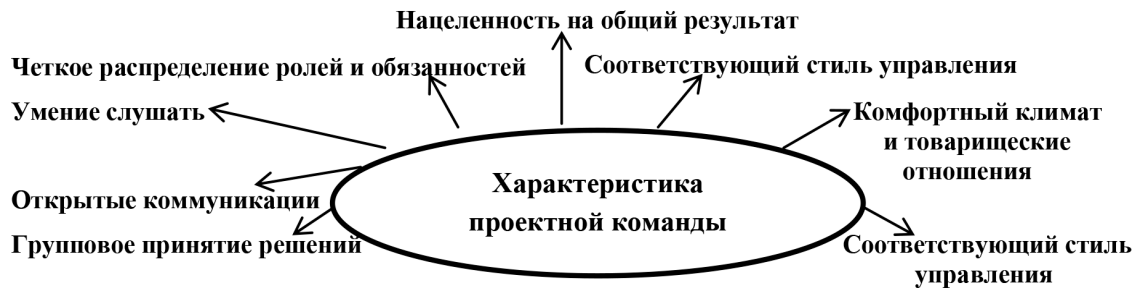 Нацеленность на общий результат
Четкое распределение ролей и обязанностей
Соответствующий стиль управления
Умение слушать
Комфортный климат
и товарищеские
отношения
Характеристика
проектной команды
Открытые коммуникации
Групповое принятие решений
Соответствующий стиль
управления